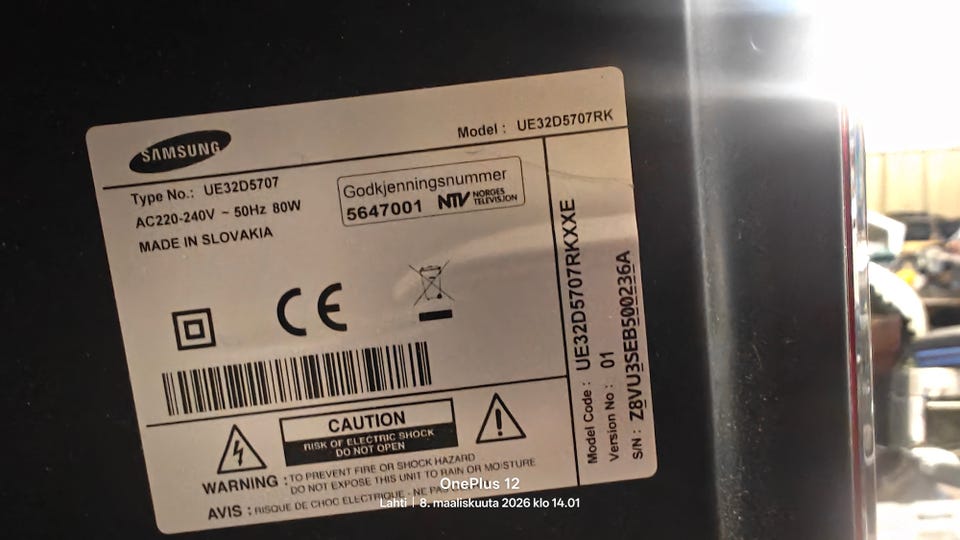 SAMSUNG
Model : UE32D5707RK
Type No.: UE32D5707
AC220-240V ~ 50Hz 80W
MADE IN SLOVAKIA
Godkjenningsnummer
5647001 NTV NORGES TELEVISJON
CE
CAUTION
RISK OF ELECTRIC SHOCK
DO NOT OPEN
WARNING : TO PREVENT FIRE OR SHOCK HAZARD
DO NOT EXPOSE THIS UNIT TO RAIN OR MOISTURE
AVIS : RISQUE DE CHOC ELECTRIQUE - NE PAS
Model Code : UE32D5707RKXXE
Version No : 01
S/N : Z8VU3SEB500236A
OnePlus 12
Lahti | 8. maaliskuuta 2026 klo 14.01